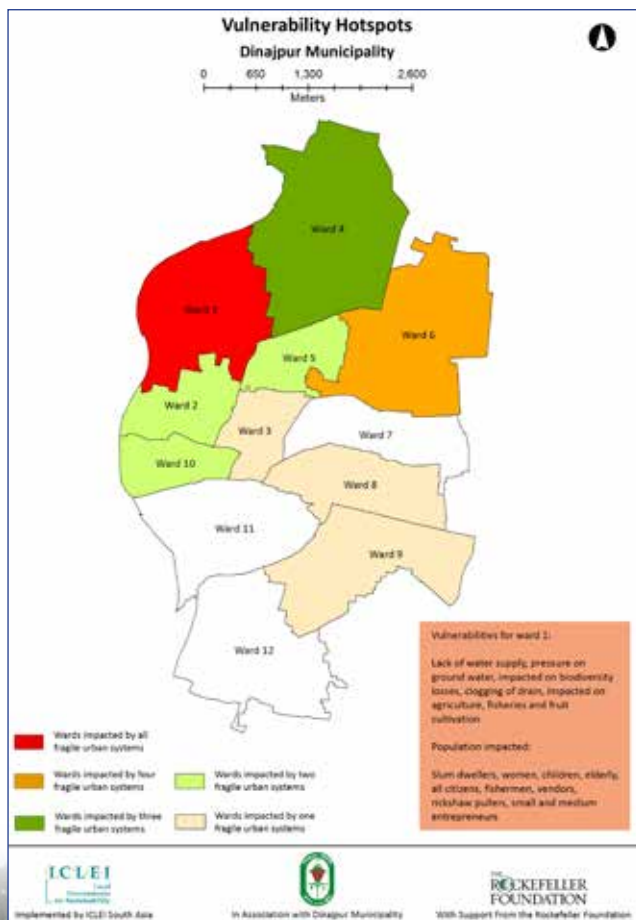 Vulnerability Hotspots
Dinajpur Municipality
0 650 1,300 2,600
Meters
Ward 4
Ward 1
Ward 6
Ward 5
Ward 2
Ward 3
Ward 7
Ward 10
Ward 8
Ward 11
Ward 9
Ward 12
Vulnerabilities for ward 1:
Lack of water supply, pressure on
ground water, impacted on biodiversity
losses, clogging of drain, impacted on
agriculture, fisheries and fruit
cultivation
Population impacted:
Slum dwellers, women, children, elderly,
all citizens, fishermen, vendors,
rickshaw pullers, small and medium
entrepreneurs
Wards impacted by all
fragile urban systems
Wards impacted by four
fragile urban systems
Wards impacted by two
fragile urban systems
Wards impacted by three
fragile urban systems
Wards impacted by one
fragile urban systems
ICLEI
Local
Governments
for Sustainability
THE
ROCKEFELLER
FOUNDATION
Implemented by ICLEI South Asia
In Association with Dinajpur Municipality
With Support From the Rockefeller Foundation